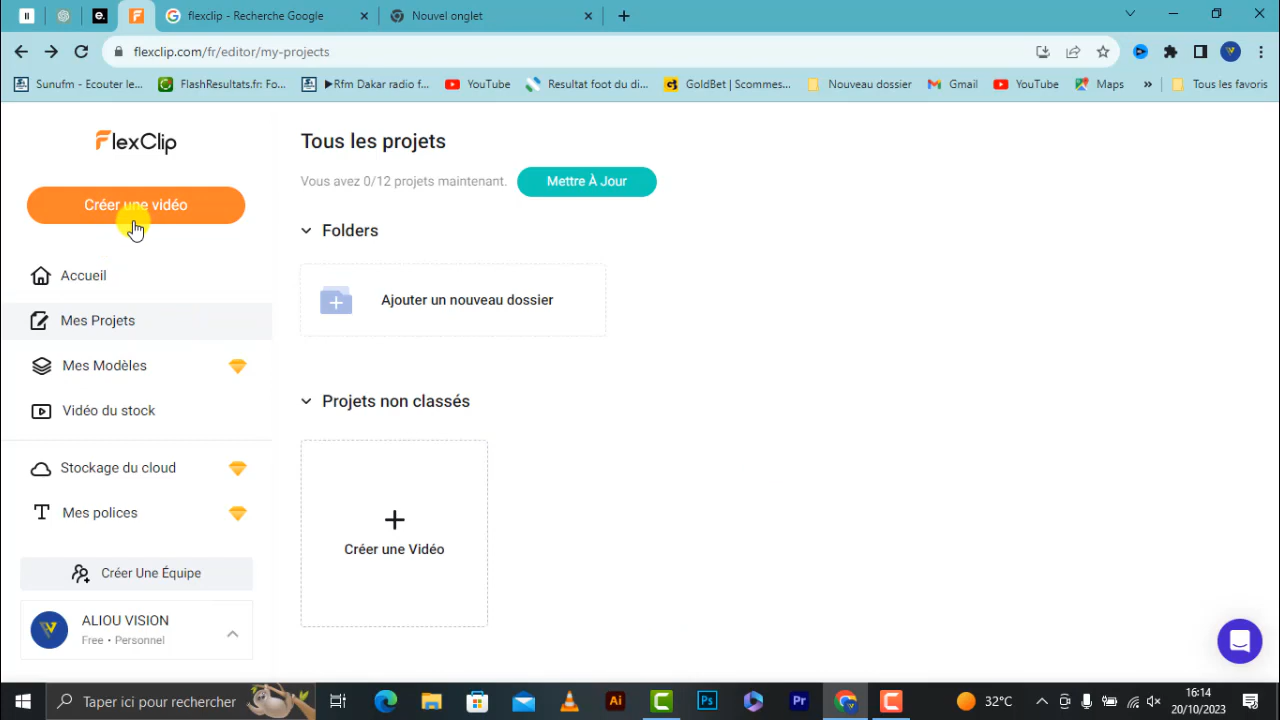 flexclip - Recherche Google
Nouvel onglet
flexclip.com/fr/editor/my-projects
Sunufm - Ecouter le...
FlashResultats.fr: Fo...
▶Rfm Dakar radio f...
YouTube
Resultat foot du di...
GoldBet | Scommes...
Nouveau dossier
Gmail
YouTube
Maps
»
Tous les favoris
FlexClip
Créer une vidéo
Accueil
Mes Projets
Mes Modèles
Vidéo du stock
Stockage du cloud
Mes polices
Créer Une Équipe
ALIOU VISION
Free • Personnel
Tous les projets
Vous avez 0/12 projets maintenant.
Mettre À Jour
Folders
Ajouter un nouveau dossier
Projets non classés
Créer une Vidéo
Taper ici pour rechercher
Ai
Ps
Pr
32°C
16:14
20/10/2023